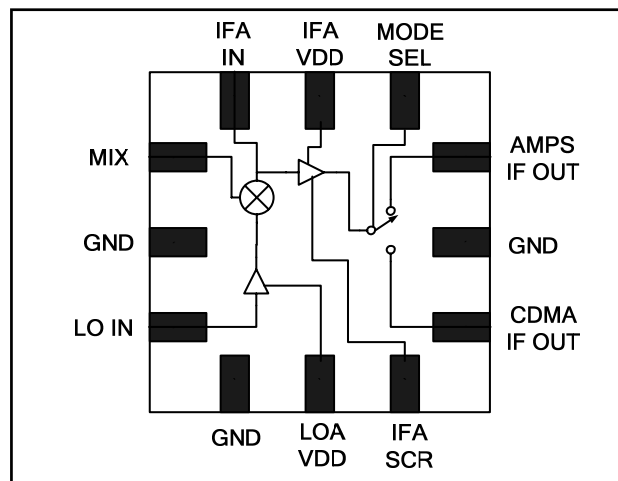 IFA
IN
IFA
VDD
MODE
SEL
MIX
AMPS
IF OUT
GND
GND
LO IN
CDMA
IF OUT
GND
LOA
VDD
IFA
SCR